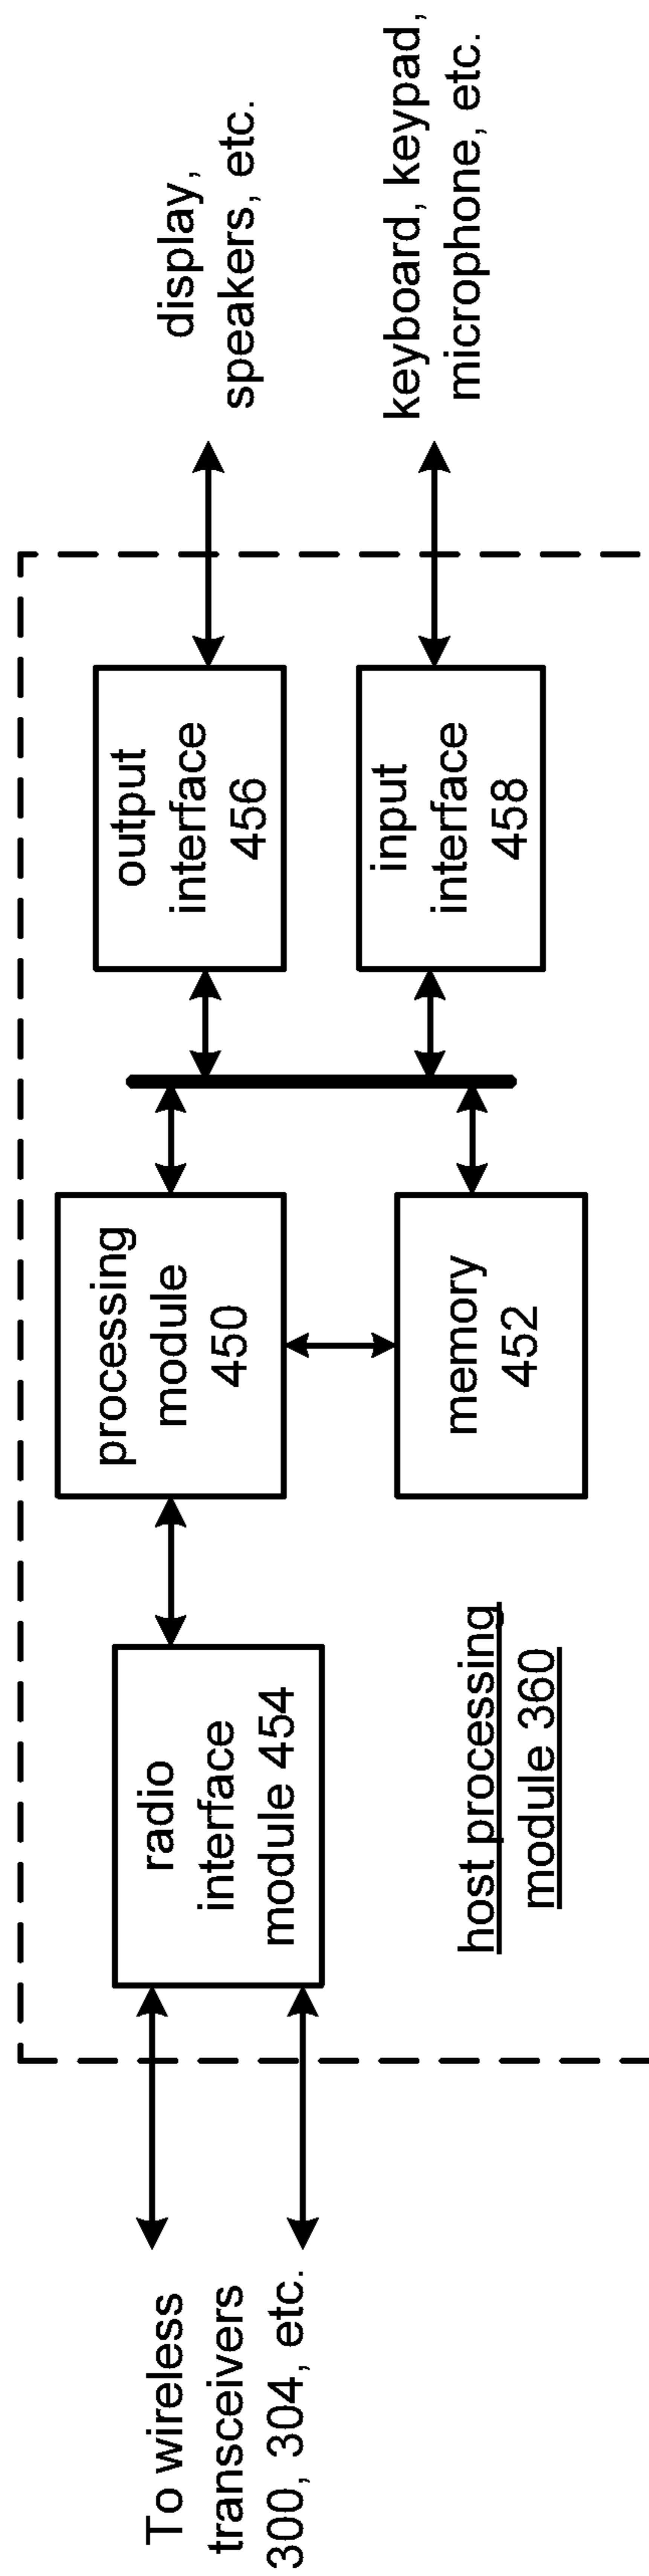 To wireless
transceivers
300, 304, etc.
radio
interface
module 454
host processing
module 360
processing
module
450
memory
452
output
interface
456
input
interface
458
display,
speakers, etc.
keyboard, keypad,
microphone, etc.